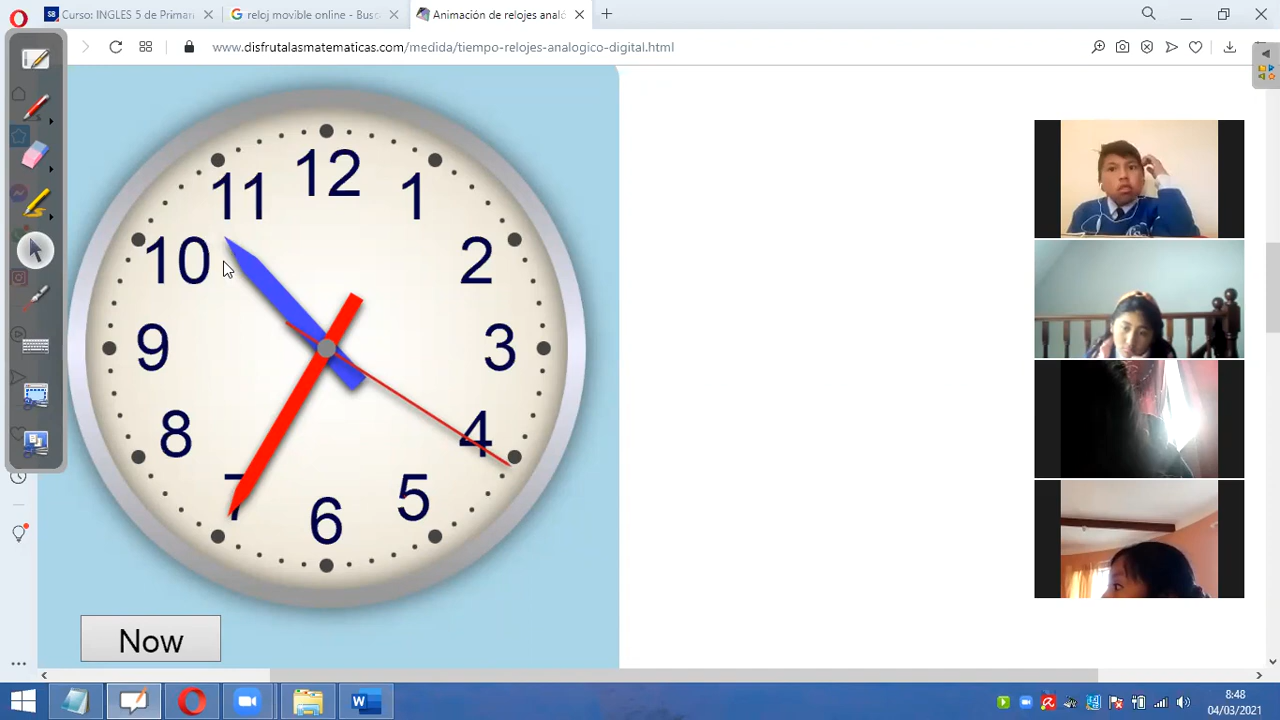 Curso: INGLES 5 de Primar
reloj movible online - Busc
Animación de relojes analó
www.disfrutalasmatematicas.com/medida/tiempo-relojes-analogico-digital.html
12
11
1
10
2
9
3
8
4
7
5
6
Now
8:48
04/03/2021